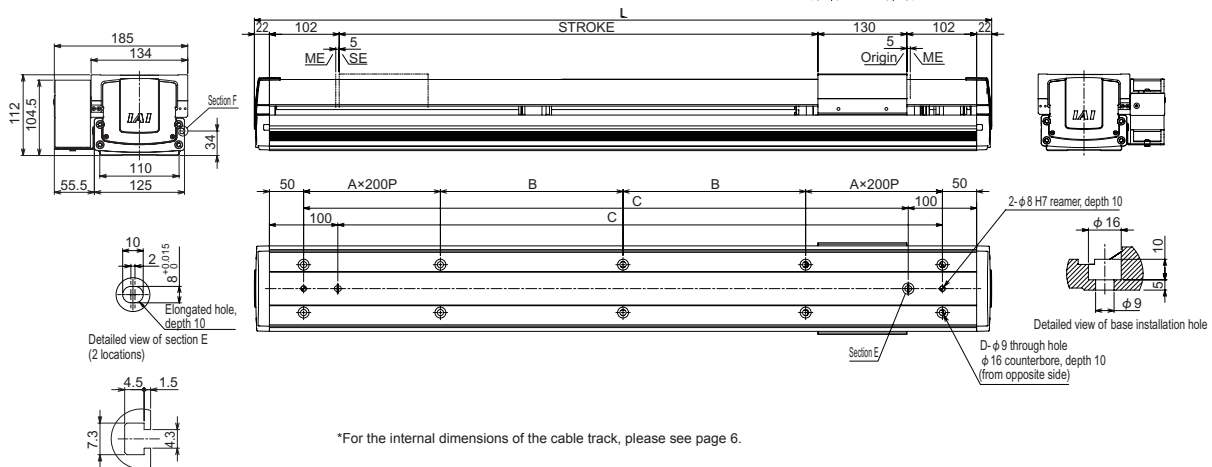 L
22 102 STROKE 130 102 22
185
134
5
ME SE
5
Origin ME
112
104.5
Section F
34
IAI
IAI
110
55.5 125
50 A×200P B B A×200P 50
C 100
100 C
2-φ8 H7 reamer, depth 10
φ16
10
5
φ9
Detailed view of base installation hole
10
2
8 +0.015 0
Elongated hole,
depth 10
Detailed view of section E
(2 locations)
Section E
D-φ9 through hole
φ16 counterbore, depth 10
(from opposite side)
4.5 1.5
7.3
4.3
*For the internal dimensions of the cable track, please see page 6.